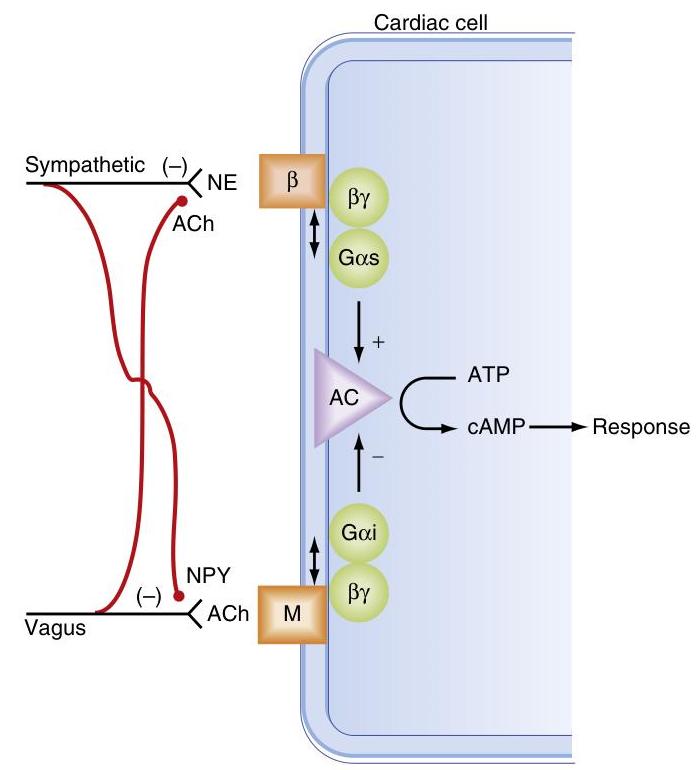 Cardiac cell
Sympathetic (–)
NE
β
βγ
ACh
Gαs
+
AC
ATP
cAMP
Response
–
Gαi
NPY
(–)
βγ
ACh
M
Vagus